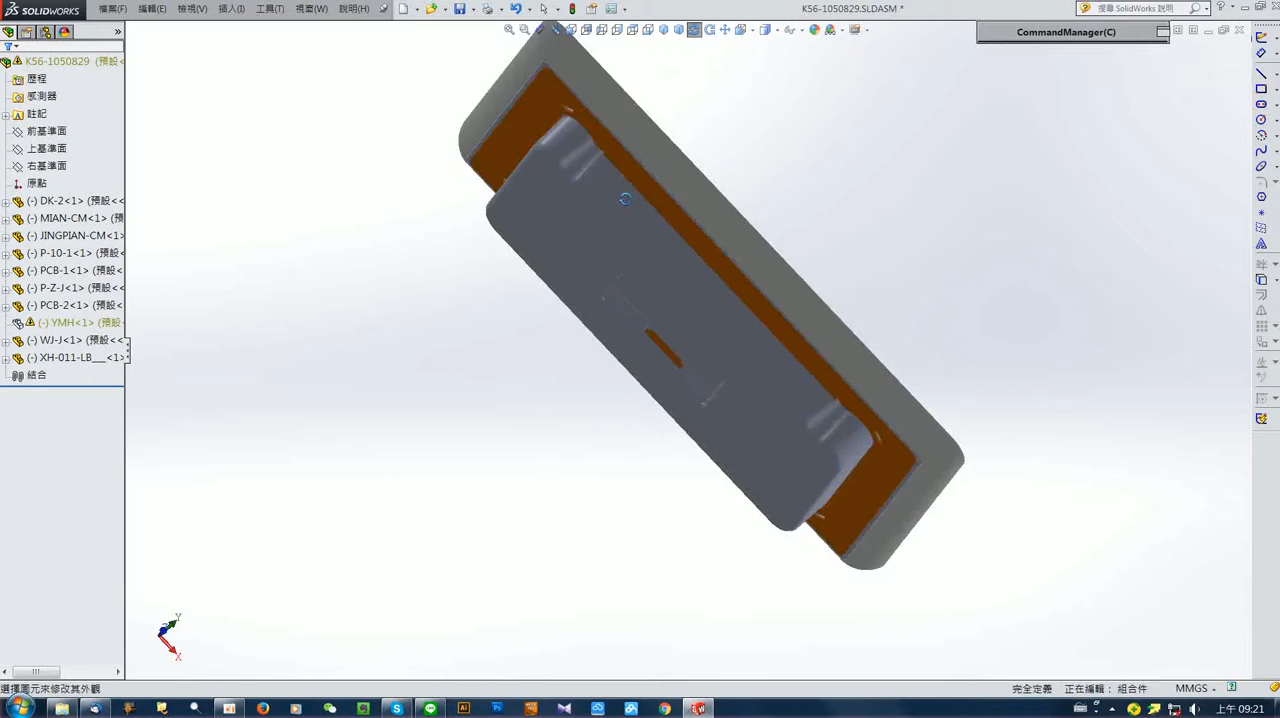 SOLIDWORKS 檔案(F) 編輯(E) 檢視(V) 插入(I) 工具(T) 視窗(W) 說明(H) K56-1050829.SLDASM * 搜尋 SolidWorks 說明
CommandManager(C)
K56-1050829 (預設
歷程
感測器
註記
前基準面
上基準面
右基準面
原點
(-) DK-2<1> (預設<<
(-) MIAN-CM<1> (
(-) JINGPIAN-CM<1
(-) P-10-1<1> (預設
(-) PCB-1<1> (預設<
(-) P-Z-J<1> (預設<
(-) PCB-2<1> (預設<
(-) YMH<1> (預設
(-) WJ-J<1> (預設<<
(-) XH-011-LB__<1>
結合
Y
X
選擇圖元來修改其外觀 完全定義 正在編輯： 組合件 MMGS
上午 09:21